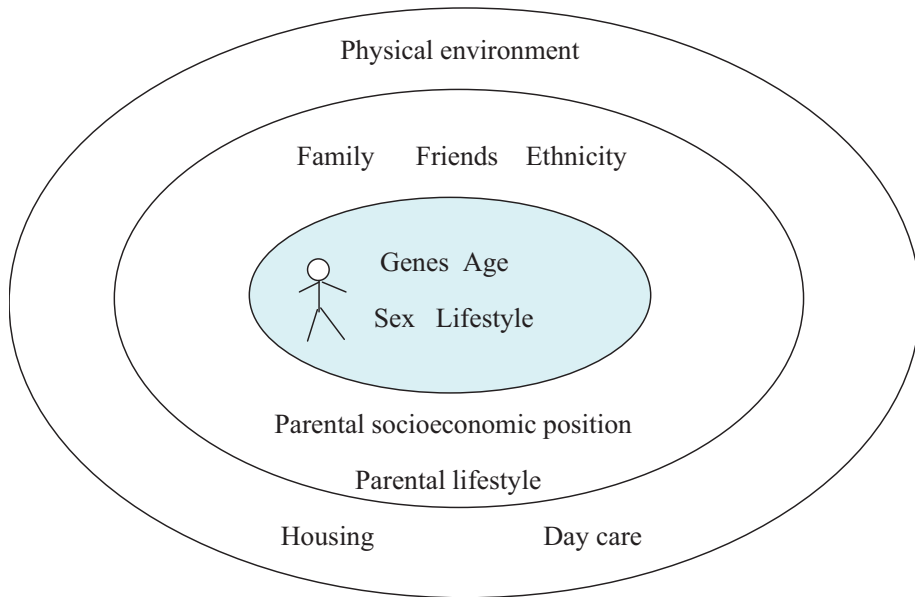 Physical environment
Family Friends Ethnicity
Genes Age
Sex Lifestyle
Parental socioeconomic position
Parental lifestyle
Housing Day care